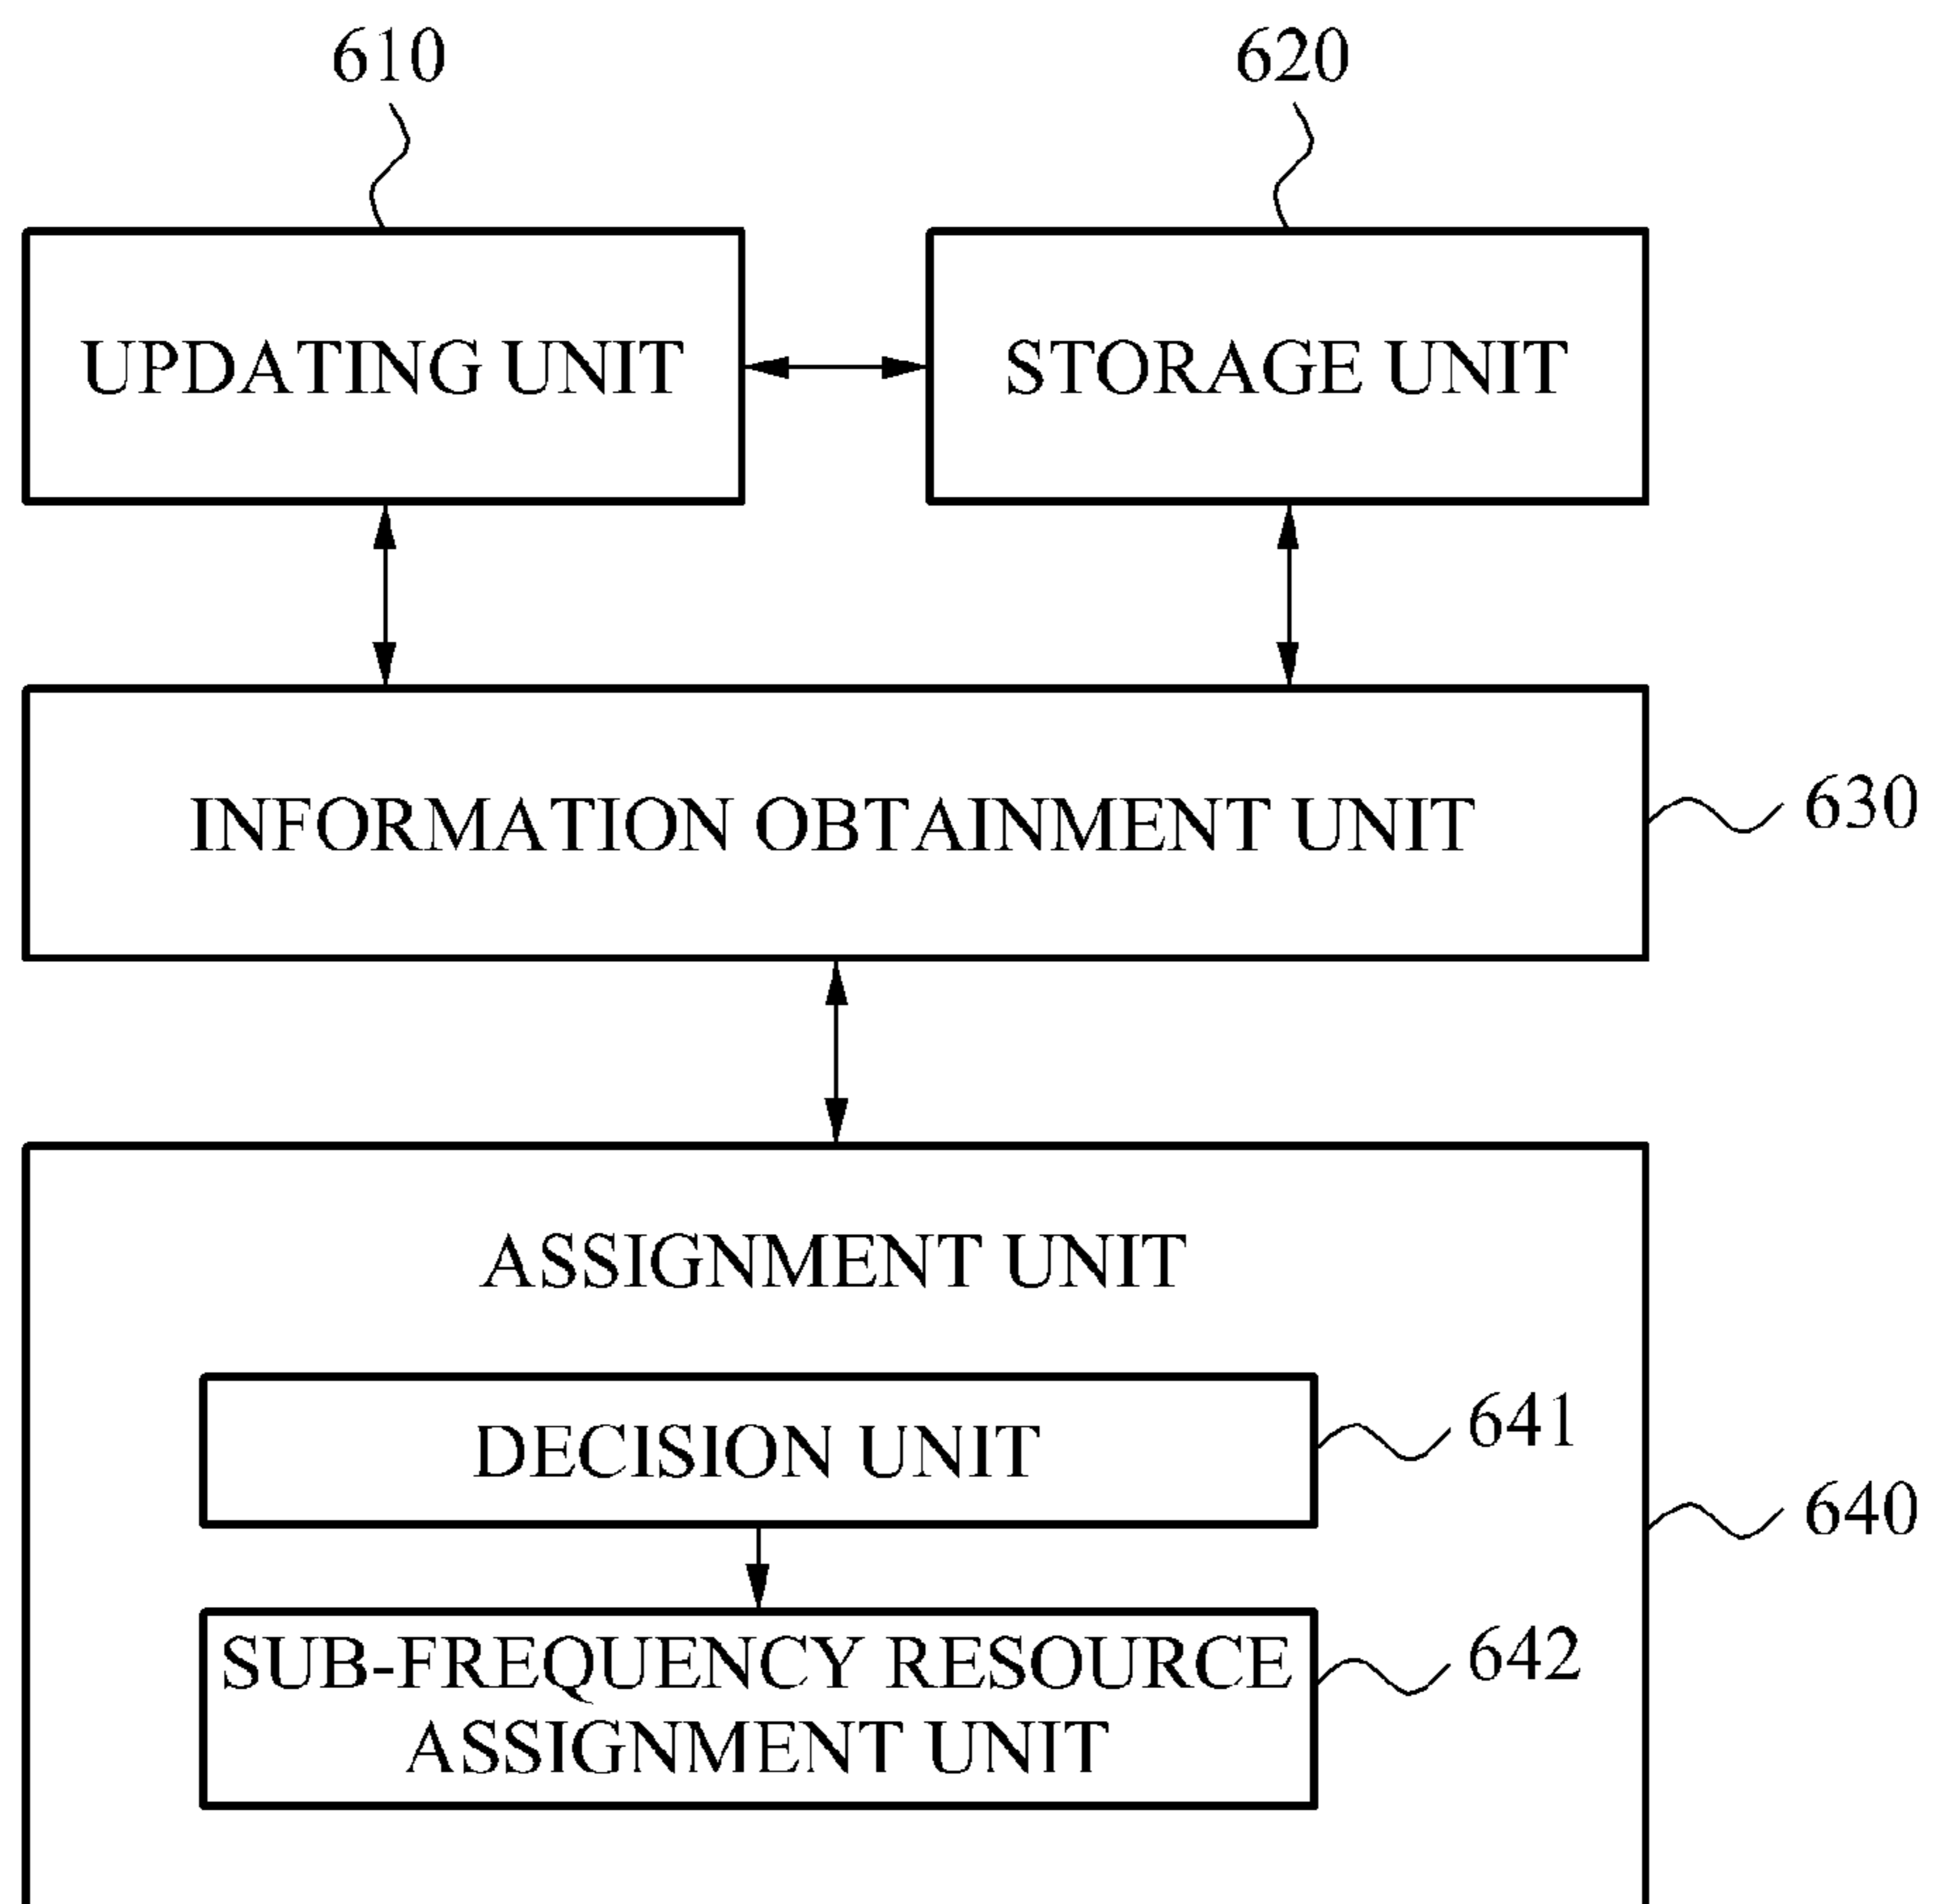 610
620
UPDATING UNIT
STORAGE UNIT
INFORMATION OBTAINMENT UNIT
630
ASSIGNMENT UNIT
DECISION UNIT
641
640
SUB-FREQUENCY RESOURCE
ASSIGNMENT UNIT
642